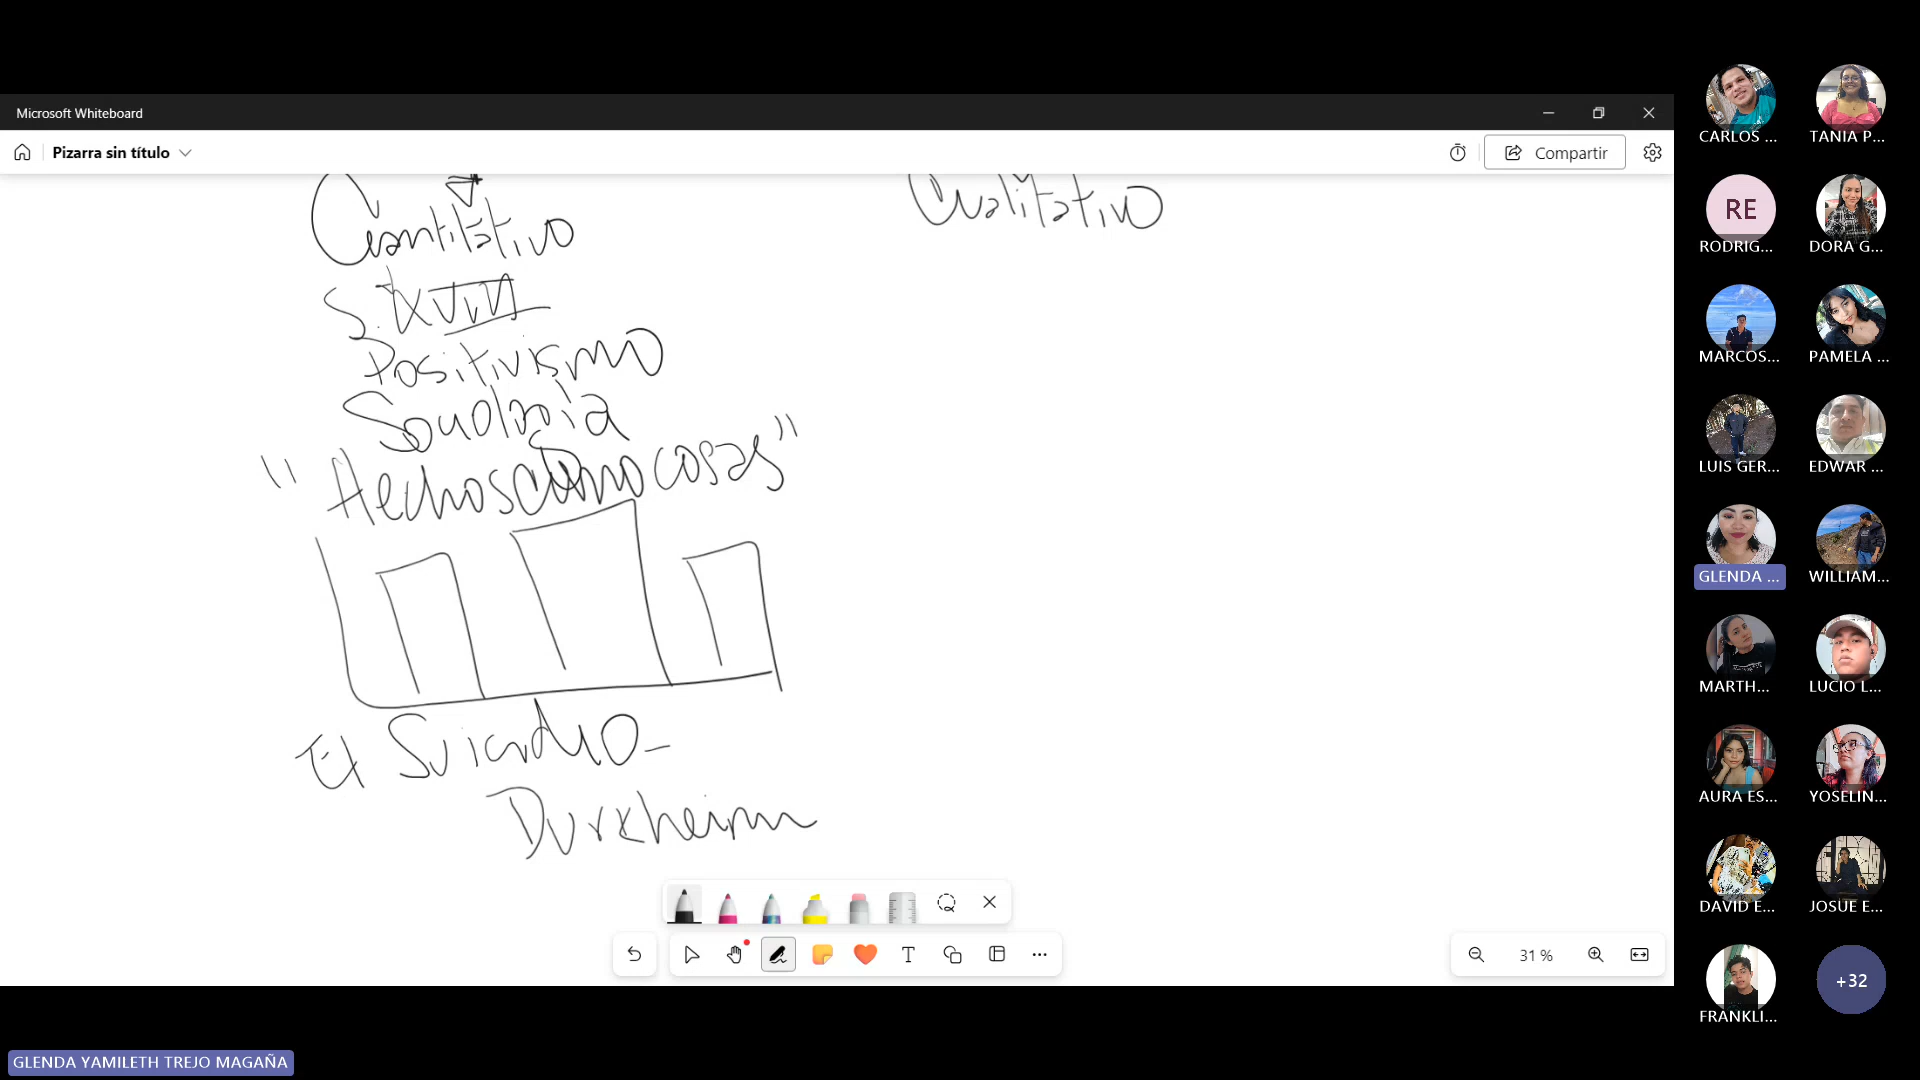 Microsoft Whiteboard
Pizarra sin título
Compartir
Cuantitativo
Cualitativo
S. XVIII
Positivismo
Sociología
"Hechos como cosas"
El Suicidio-
Durkheim
31 %
CARLOS ...
TANIA P...
RE
RODRIG...
DORA G...
MARCOS...
PAMELA ...
LUIS GER...
EDWAR ...
GLENDA ...
WILLIAM...
MARTH...
LUCIO L...
AURA ES...
YOSELIN...
DAVID E...
JOSUE E...
FRANKLI...
+32
GLENDA YAMILETH TREJO MAGAÑA